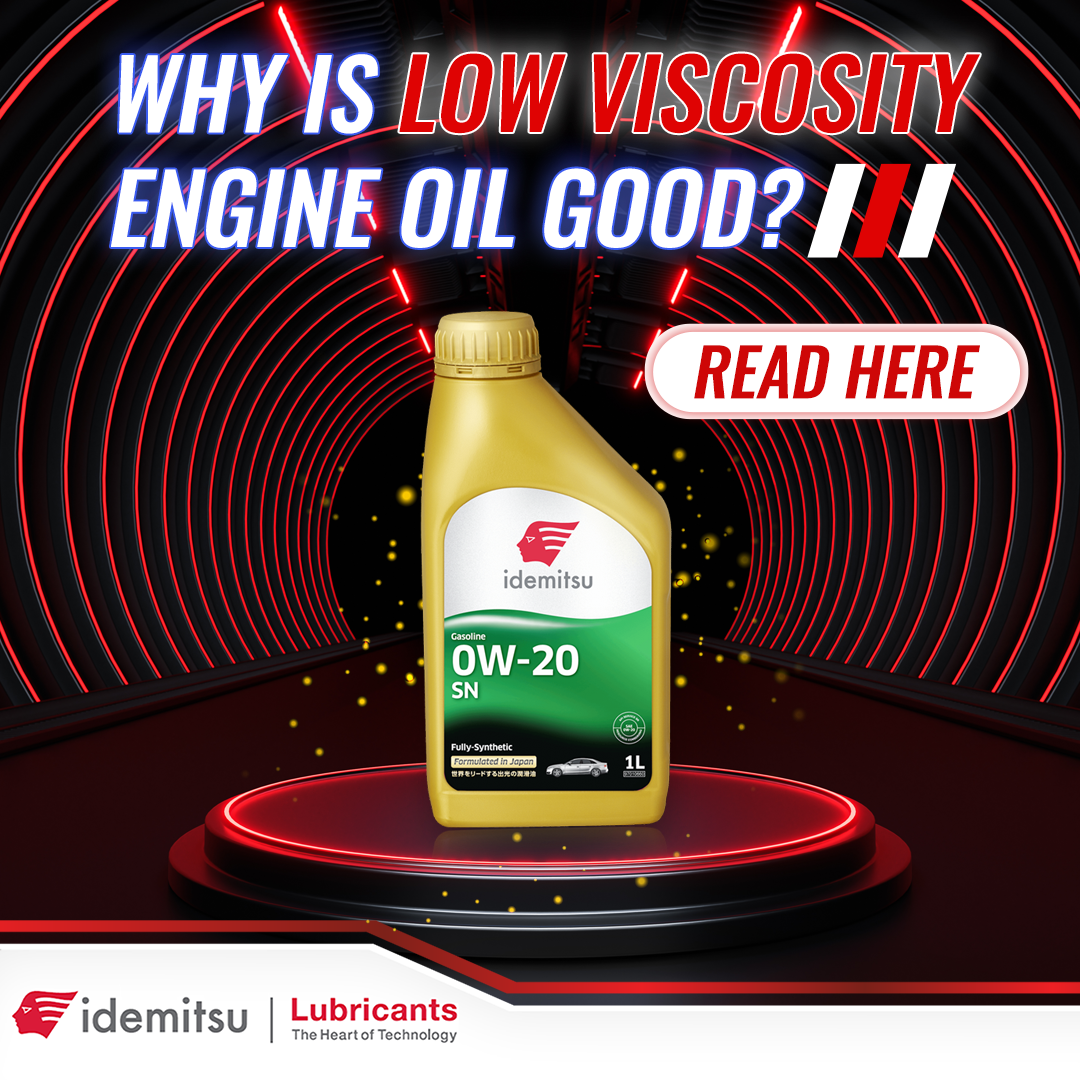 WHY IS LOW VISCOSITY
ENGINE OIL GOOD?
READ HERE
idemitsu
Gasoline
0W-20
SN
Fully-Synthetic
Formulated in Japan
世界をリードする出光の潤滑油
1L
idemitsu
Lubricants
The Heart of Technology